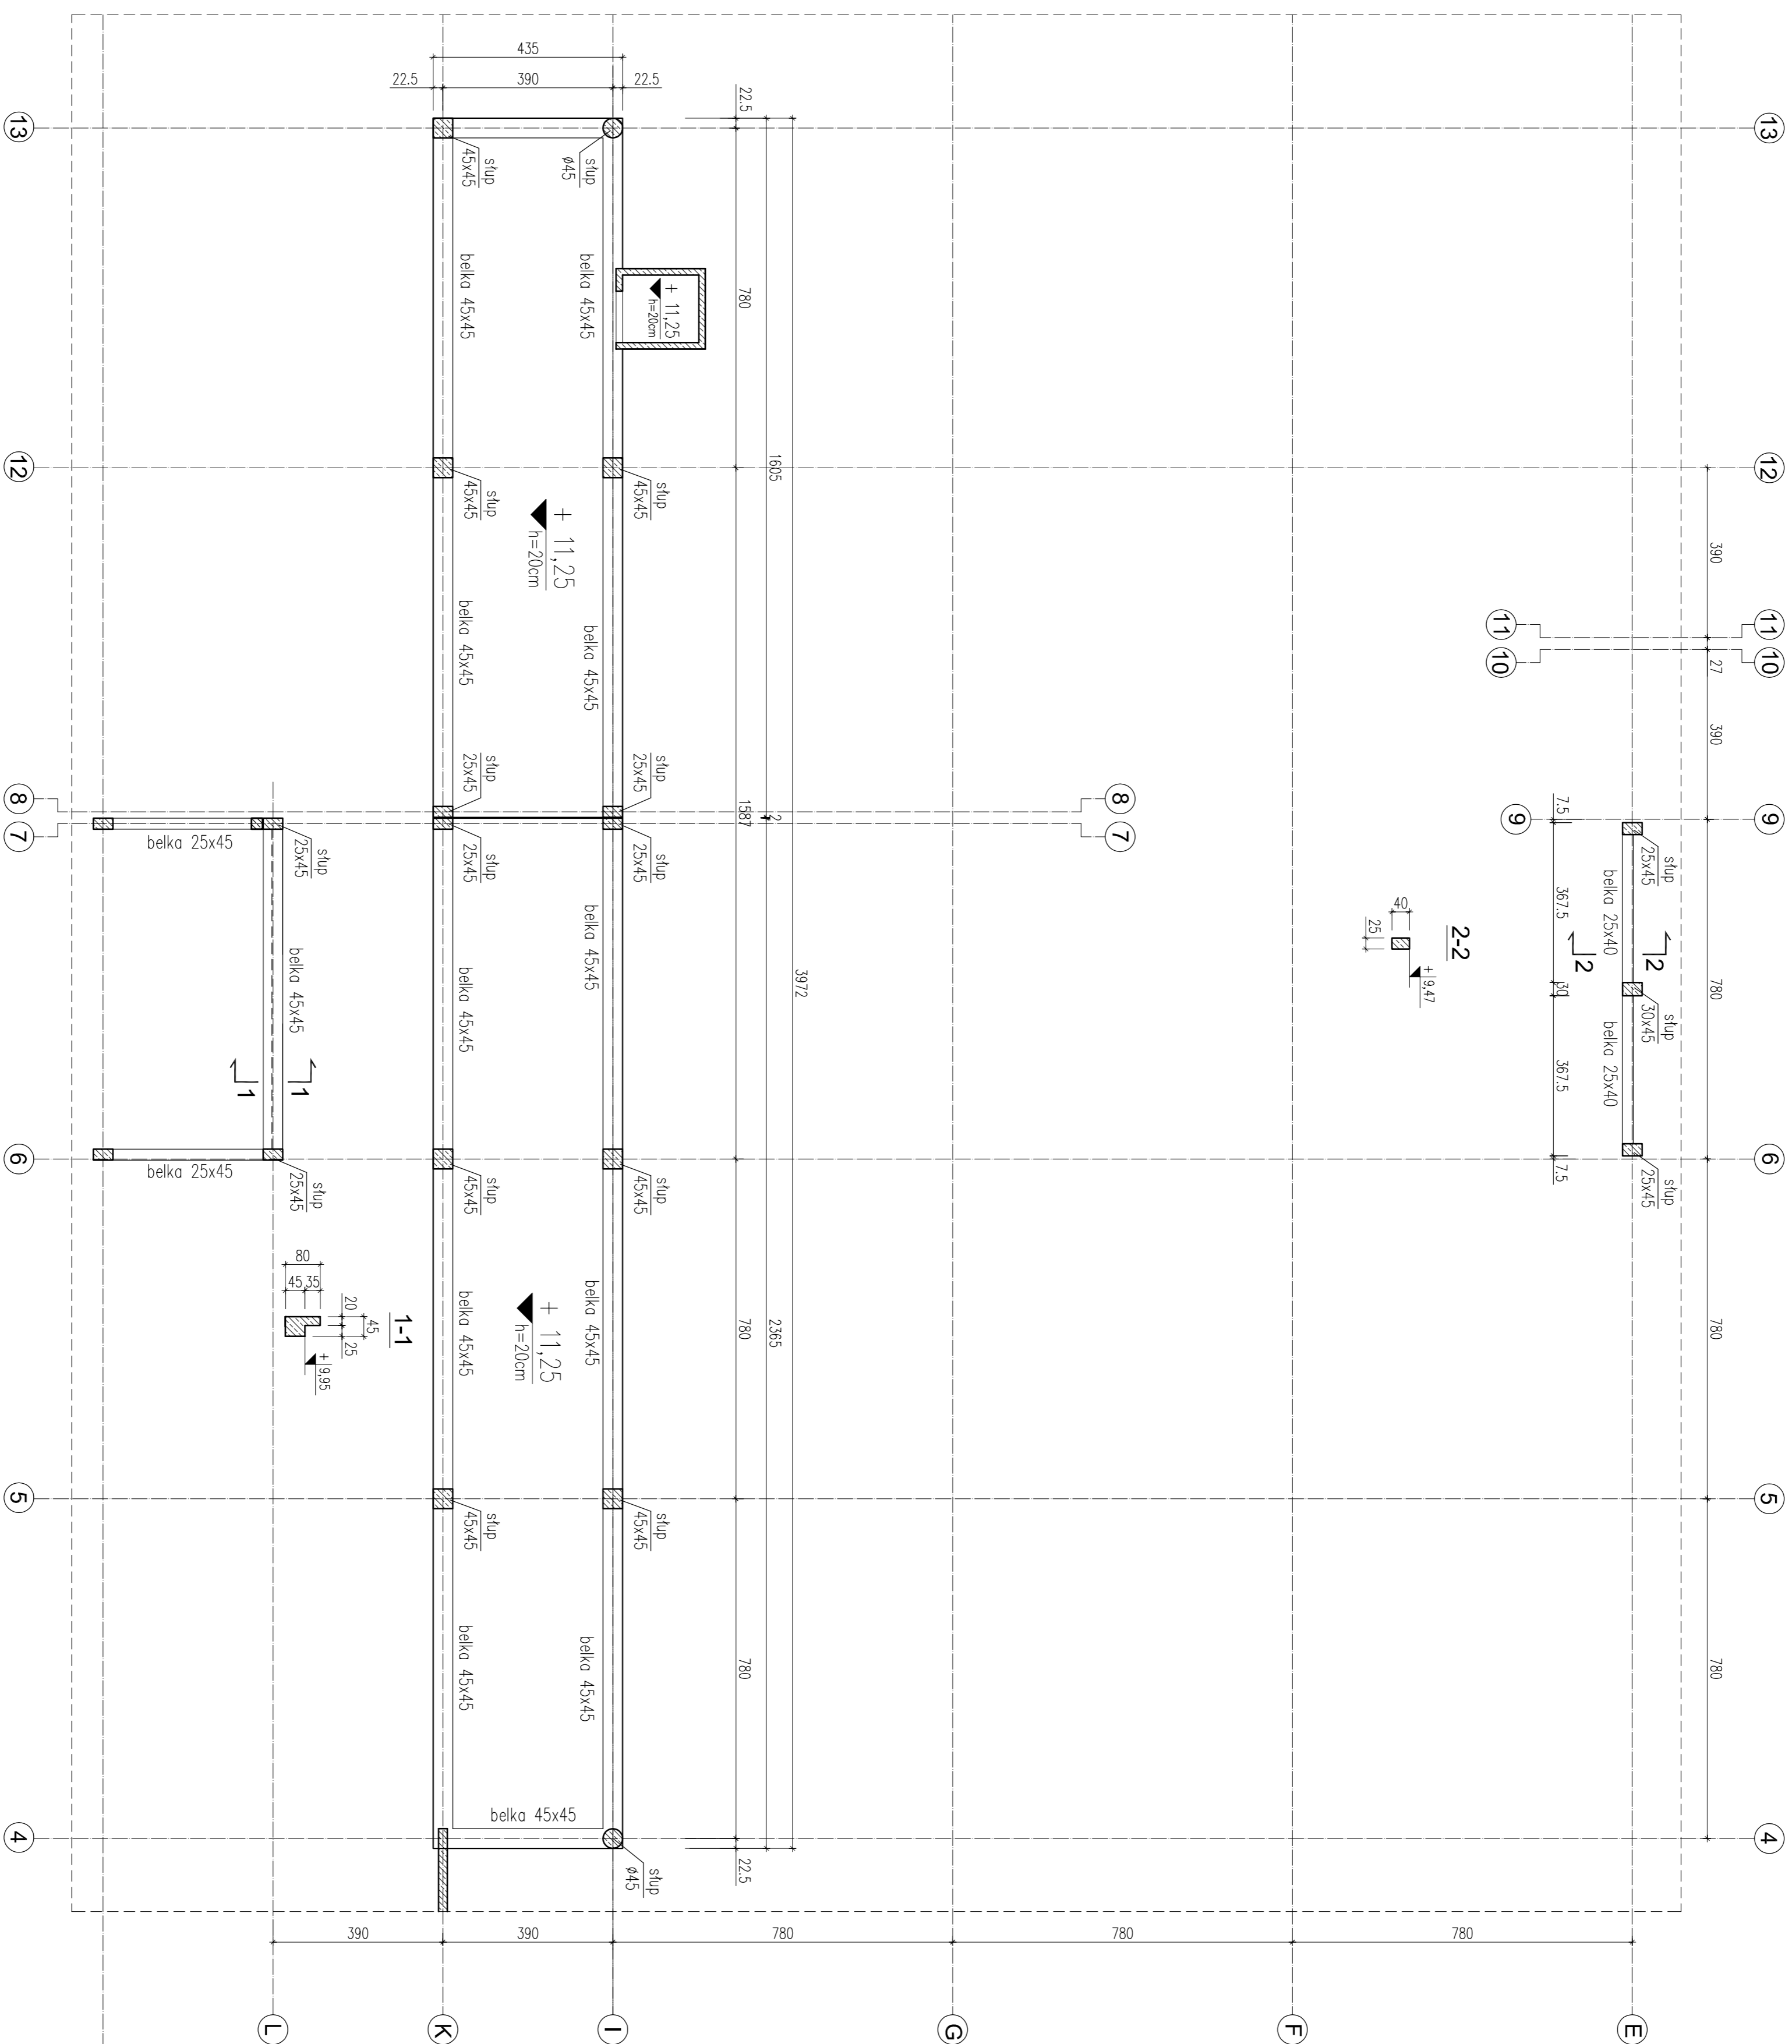 13
12
11
10
9
6
5
4
390
27
390
780
780
780
7.5
367.5
30
367.5
7.5
9
11
10
słup
25x45
słup
30x45
słup
25x45
belka 25x40
belka 25x40
2
2
2-2
40
25
+ 9,47
8
7
3972
1605
2
2365
22.5
780
1587
780
780
22.5
435
22.5
390
22.5
+ 11,25
h=20cm
słup
Ø45
słup
45x45
słup
25x45
słup
25x45
słup
45x45
słup
45x45
słup
Ø45
belka 45x45
belka 45x45
belka 45x45
belka 45x45
belka 45x45
+ 11,25
h=20cm
+ 11,25
h=20cm
belka 45x45
słup
45x45
słup
45x45
słup
25x45
słup
25x45
słup
45x45
słup
45x45
belka 45x45
belka 45x45
belka 45x45
belka 45x45
belka 45x45
1-1
80
45
35
20
45
25
+ 9,95
słup
25x45
słup
25x45
belka 45x45
1
1
belka 25x45
belka 25x45
13
12
8
7
6
5
4
390
390
780
780
780
L
K
I
G
F
E